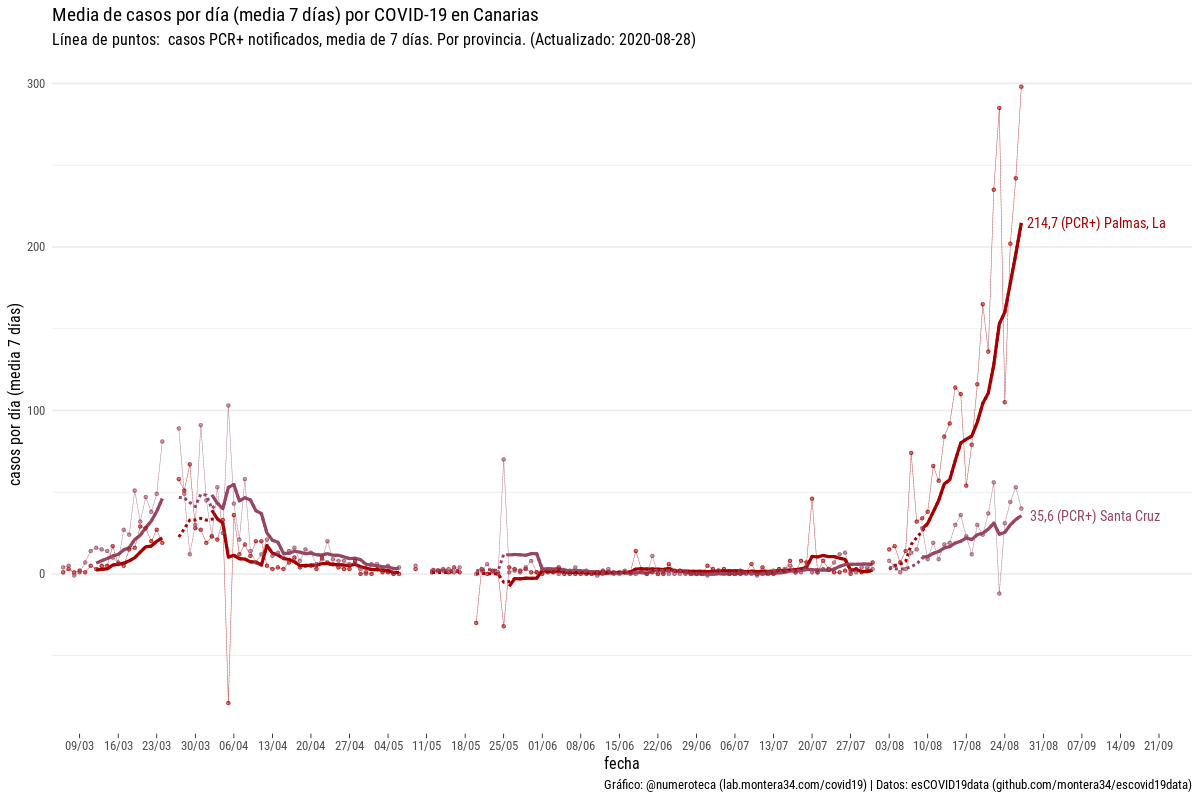 Media de casos por día (media 7 días) por COVID-19 en Canarias
Línea de puntos:  casos PCR+ notificados, media de 7 días. Por provincia. (Actualizado: 2020-08-28)
casos por día (media 7 días)
300
200
100
0
214,7 (PCR+) Palmas, La
35,6 (PCR+) Santa Cruz
09/03 16/03 23/03 30/03 06/04 13/04 20/04 27/04 04/05 11/05 18/05 25/05 01/06 08/06 15/06 22/06 29/06 06/07 13/07 20/07 27/07 03/08 10/08 17/08 24/08 31/08 07/09 14/09 21/09
fecha
Gráfico: @numeroteca (lab.montera34.com/covid19) | Datos: esCOVID19data (github.com/montera34/escovid19data)